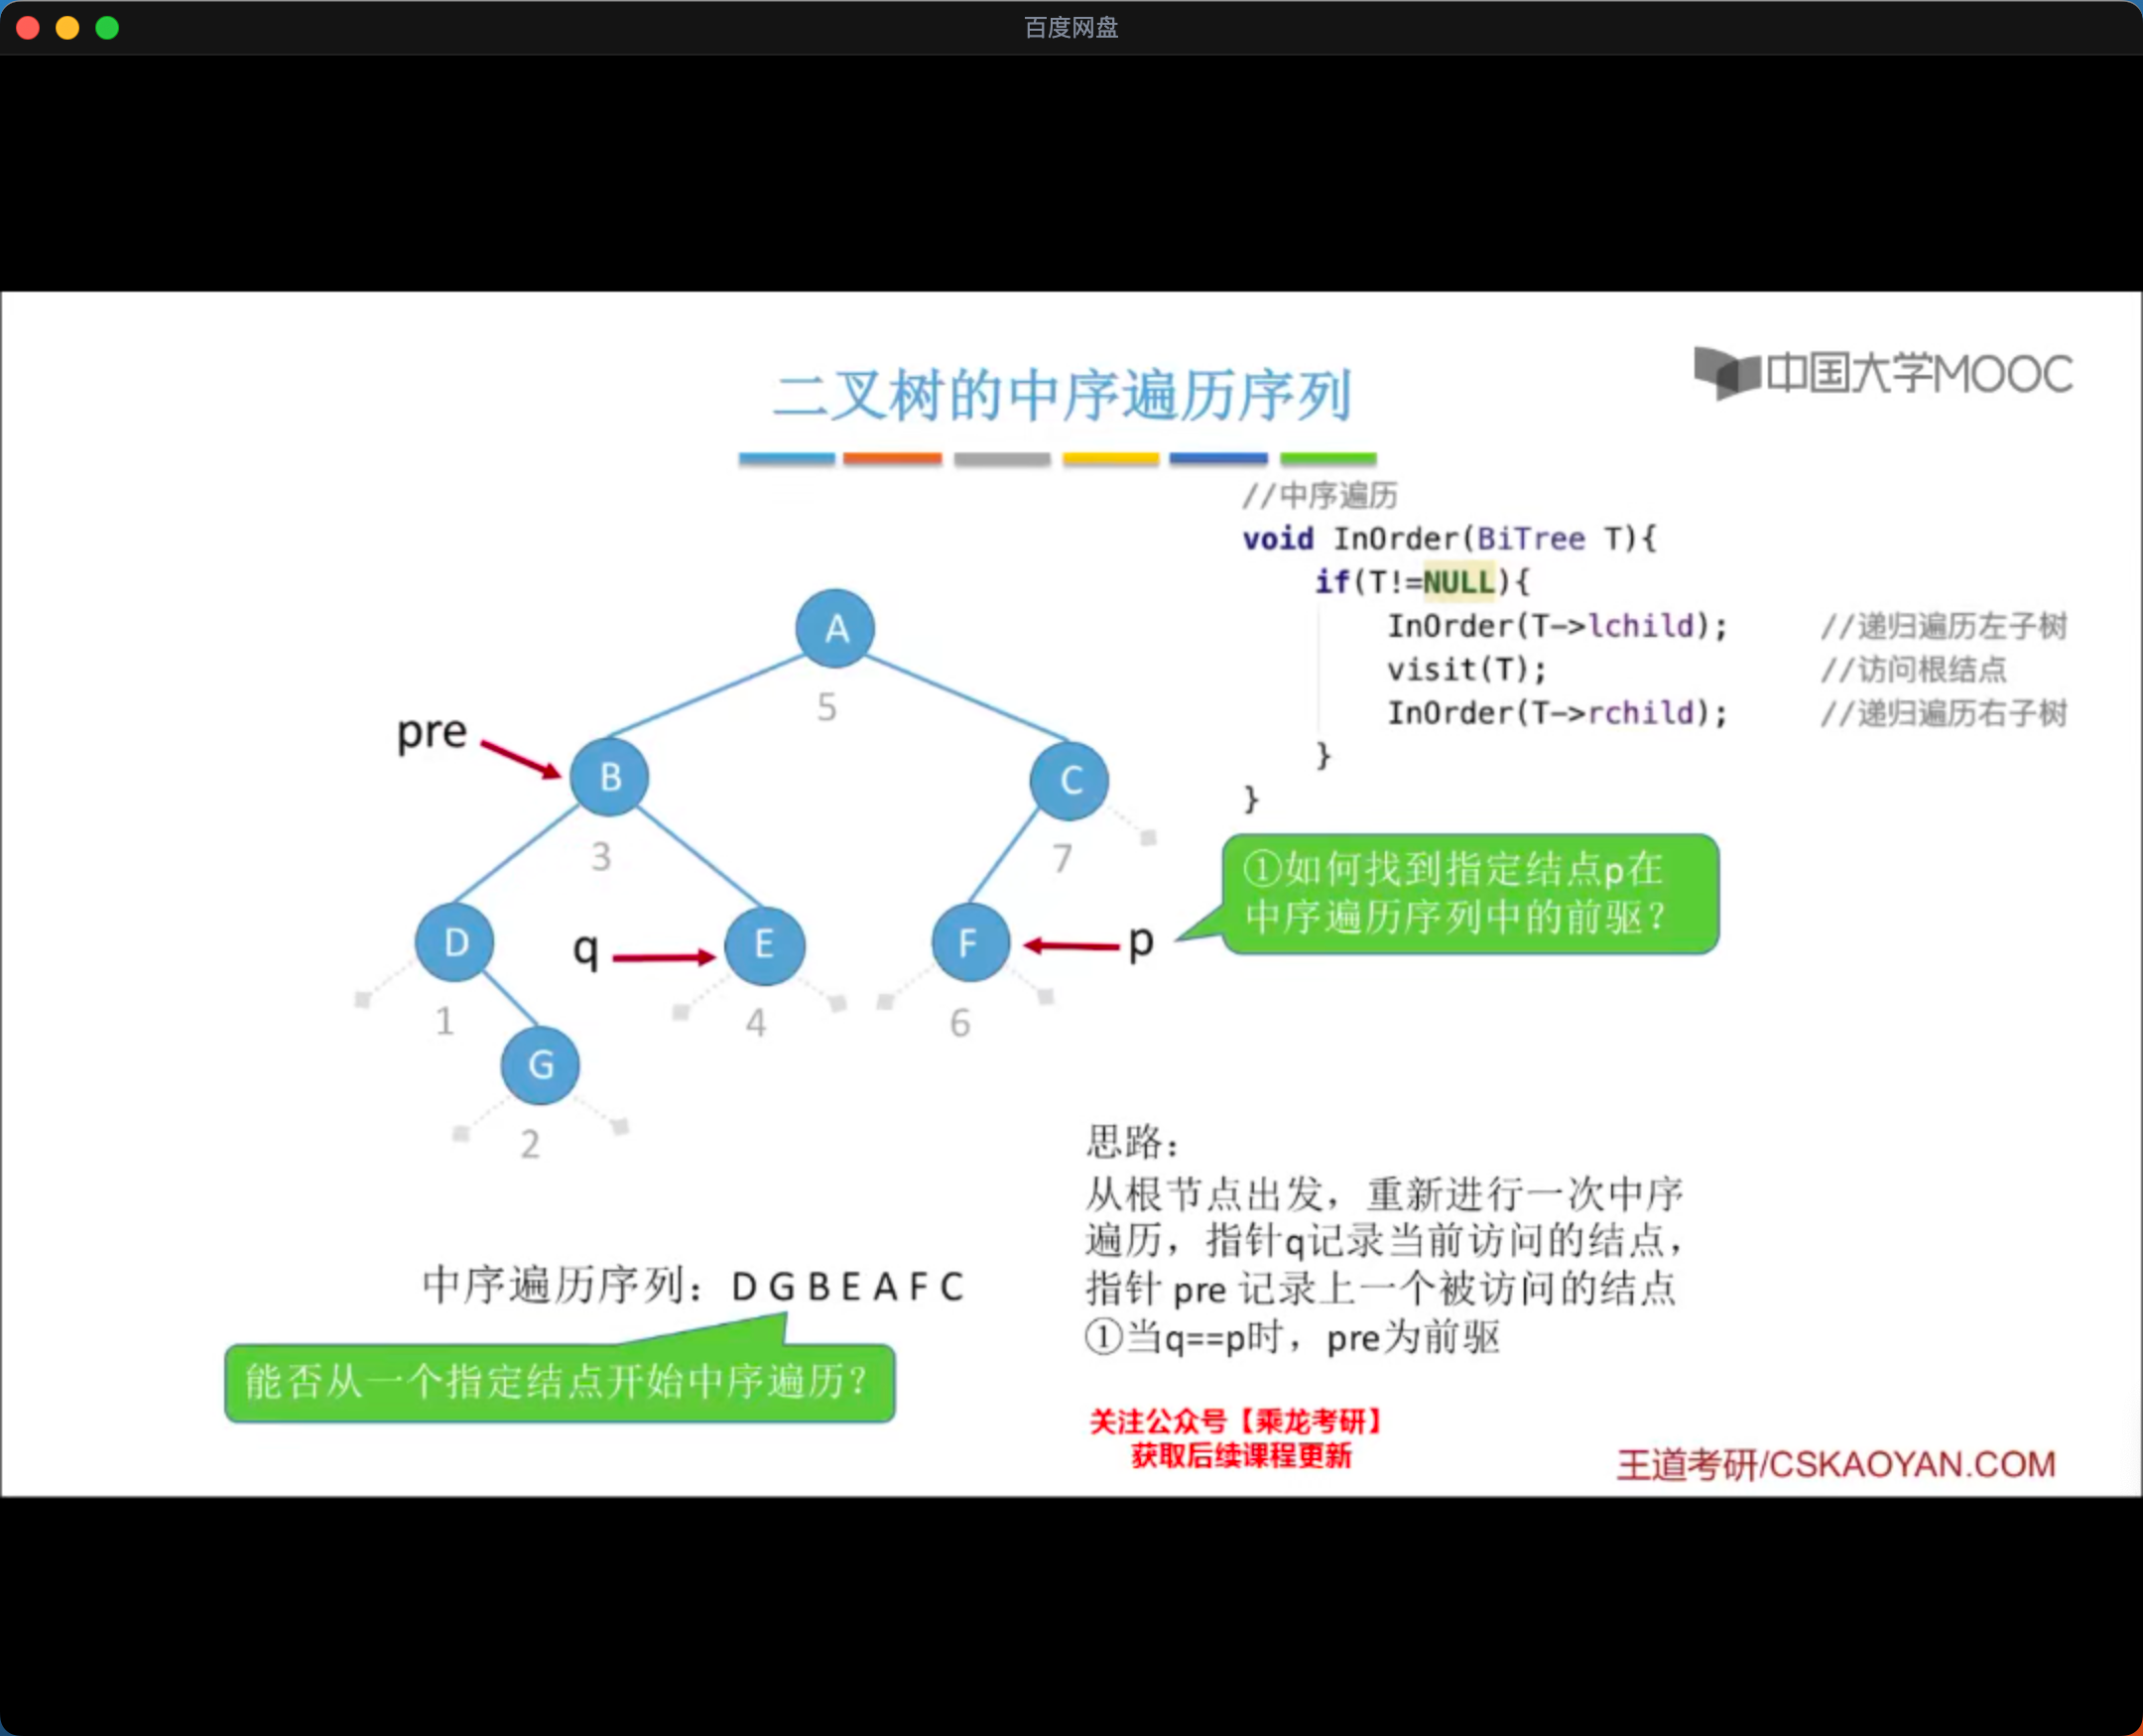 百度网盘
二叉树的中序遍历序列
中国大学MOOC
//中序遍历
void InOrder(BiTree T){
if(T!=NULL){
InOrder(T->lchild); //递归遍历左子树
visit(T); //访问根结点
InOrder(T->rchild); //递归遍历右子树
}
}
A
5
pre
B
C
3
7
①如何找到指定结点p在
中序遍历序列中的前驱？
D
q
E
F
p
1
4
6
G
2
思路：
从根节点出发，重新进行一次中序
遍历，指针q记录当前访问的结点，
指针 pre 记录上一个被访问的结点
①当q==p时，pre为前驱
中序遍历序列：D G B E A F C
能否从一个指定结点开始中序遍历？
关注公众号【乘龙考研】
获取后续课程更新
王道考研/CSKAOYAN.COM